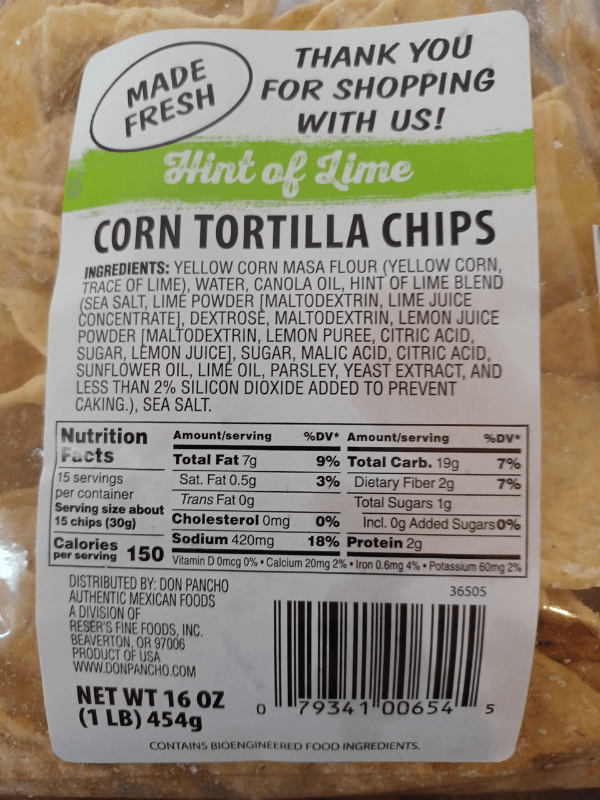 MADE
FRESH
THANK YOU
FOR SHOPPING
WITH US!
Hint of Lime
CORN TORTILLA CHIPS
INGREDIENTS: YELLOW CORN MASA FLOUR (YELLOW CORN,
TRACE OF LIME), WATER, CANOLA OIL, HINT OF LIME BLEND
(SEA SALT, LIME POWDER [MALTODEXTRIN, LIME JUICE
CONCENTRATE], DEXTROSE, MALTODEXTRIN, LEMON JUICE
POWDER [MALTODEXTRIN, LEMON PUREE, CITRIC ACID,
SUGAR, LEMON JUICE], SUGAR, MALIC ACID, CITRIC ACID,
SUNFLOWER OIL, LIME OIL, PARSLEY, YEAST EXTRACT, AND
LESS THAN 2% SILICON DIOXIDE ADDED TO PREVENT
CAKING.), SEA SALT.
Nutrition
Facts
15 servings
per container
Serving size about
15 chips (30g)
Calories
per serving 150
Amount/serving %DV* Amount/serving %DV*
Total Fat 7g 9% Total Carb. 19g 7%
Sat. Fat 0.5g 3% Dietary Fiber 2g 7%
Trans Fat 0g Total Sugars 1g
Cholesterol 0mg 0% Incl. 0g Added Sugars 0%
Sodium 420mg 18% Protein 2g
Vitamin D 0mcg 0% • Calcium 20mg 2% • Iron 0.6mg 4% • Potassium 60mg 2%
DISTRIBUTED BY: DON PANCHO
AUTHENTIC MEXICAN FOODS
A DIVISION OF
RESER'S FINE FOODS, INC.
BEAVERTON, OR 97006
PRODUCT OF USA
WWW.DONPANCHO.COM
NET WT 16 OZ
(1 LB) 454g
36505
0 79341 00654 5
CONTAINS BIOENGINEERED FOOD INGREDIENTS.